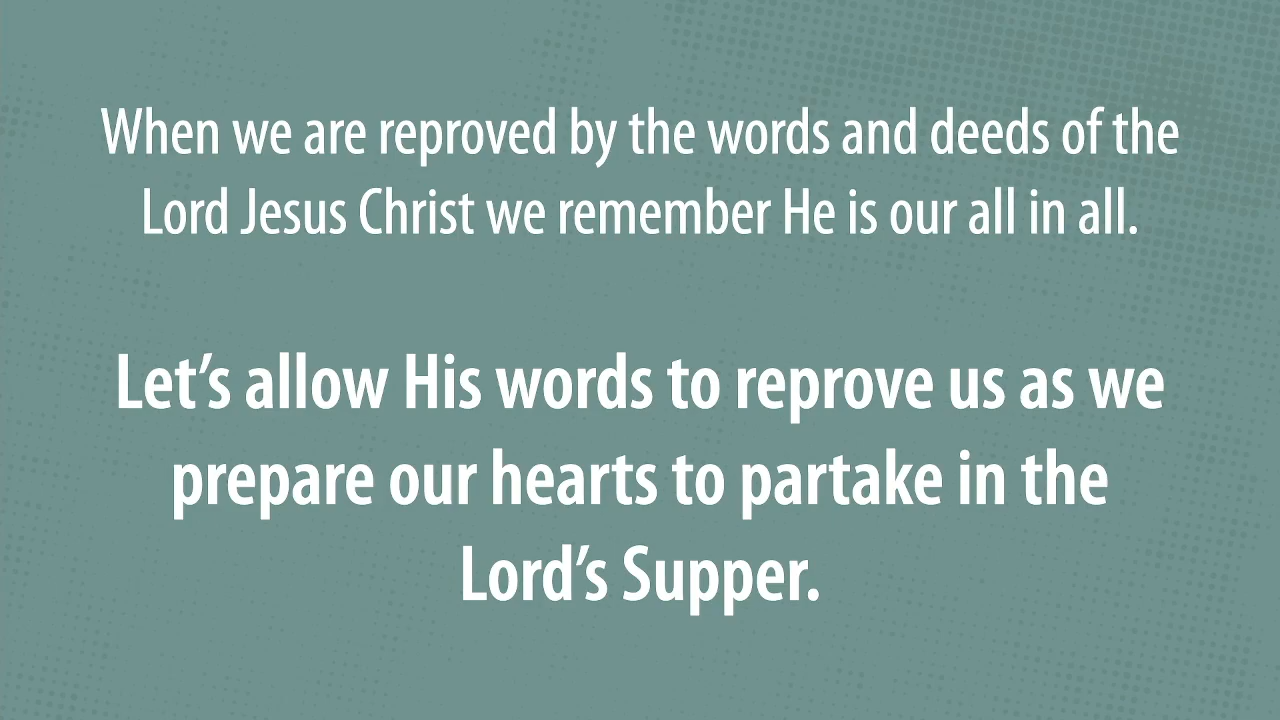 When we are reproved by the words and deeds of the
Lord Jesus Christ we remember He is our all in all.
Let’s allow His words to reprove us as we
prepare our hearts to partake in the
Lord’s Supper.